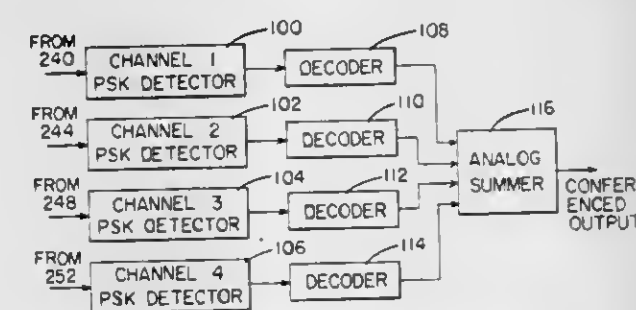 FROM
240
CHANNEL 1
PSK DETECTOR
100
DECODER
108
FROM
244
CHANNEL 2
PSK DETECTOR
102
DECODER
110
FROM
248
CHANNEL 3
PSK DETECTOR
104
DECODER
112
FROM
252
CHANNEL 4
PSK DETECTOR
106
DECODER
114
ANALOG
SUMMER
116
CONFER
ENCED
OUTPUT